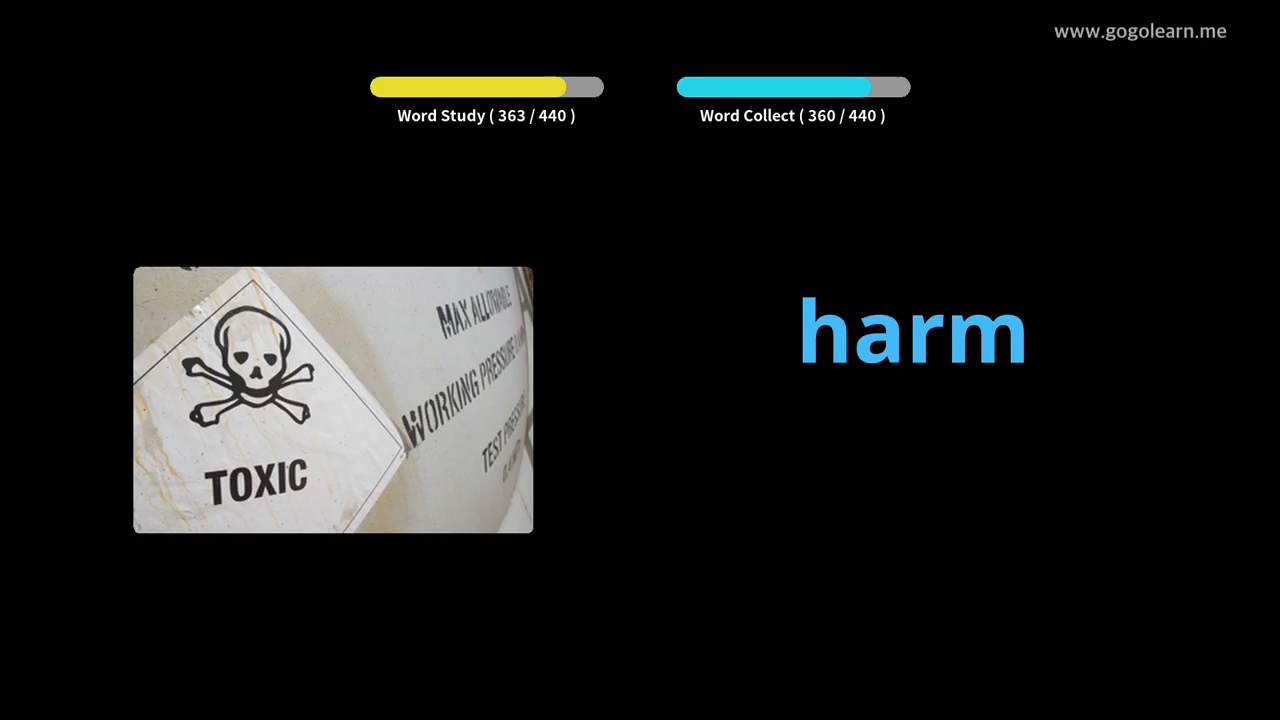 www.gogolearn.me
Word Study ( 363 / 440 )
Word Collect ( 360 / 440 )
harm
MAX ALLOWABLE
WORKING PRESSURE
TEST PRESSURE
TOXIC